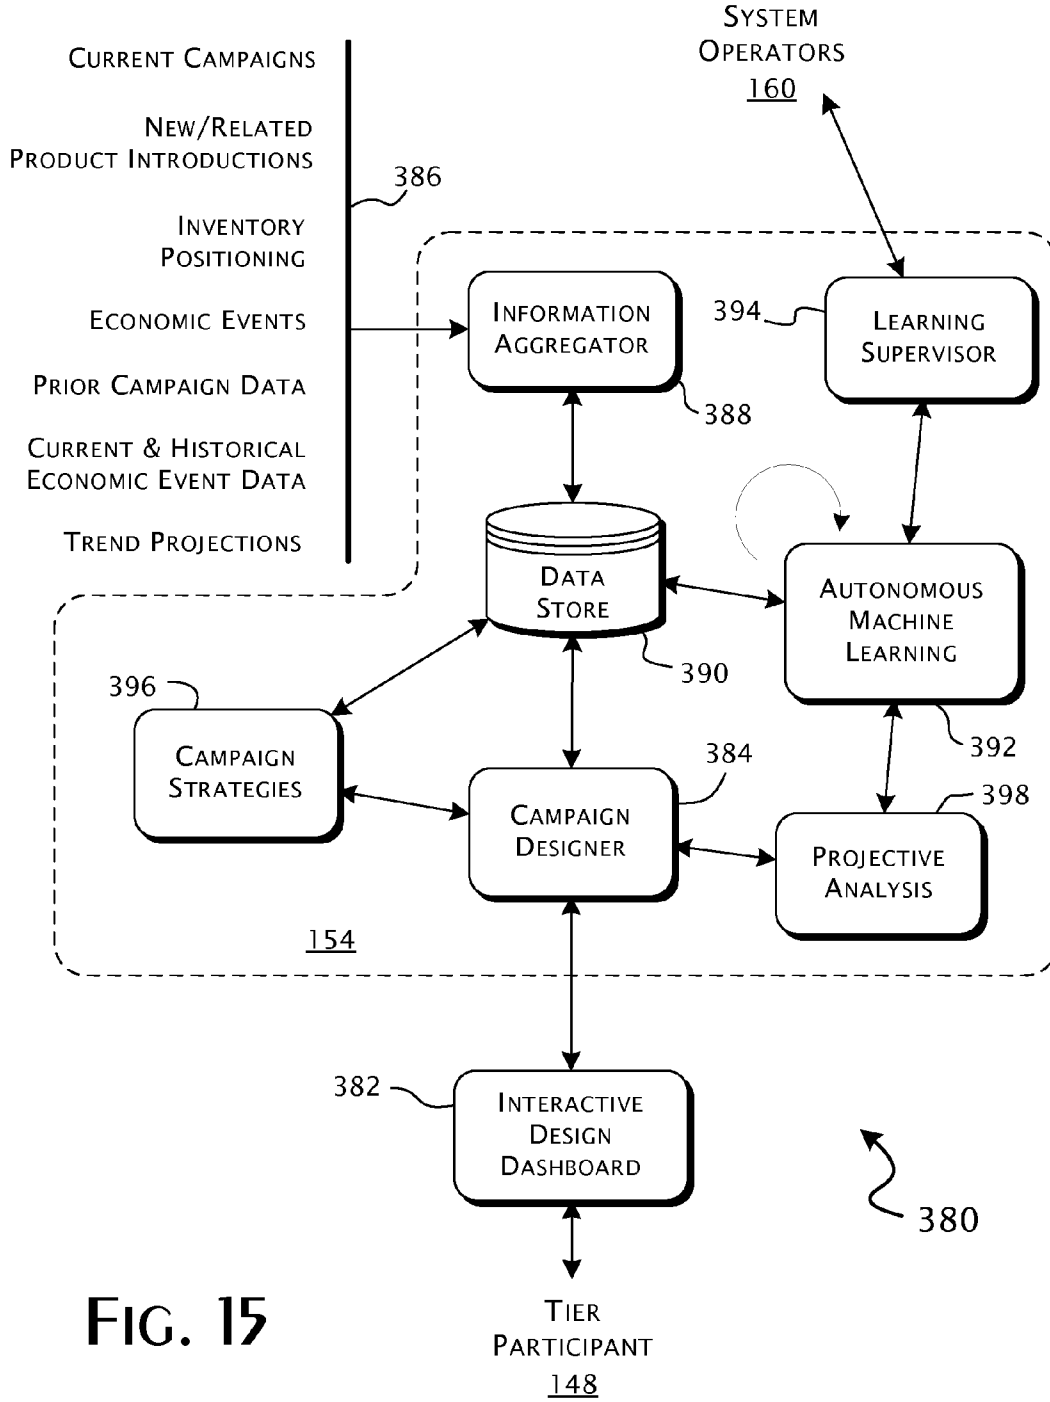 SYSTEM
OPERATORS
160
CURRENT CAMPAIGNS
NEW/RELATED
PRODUCT INTRODUCTIONS
386
INVENTORY
POSITIONING
ECONOMIC EVENTS
PRIOR CAMPAIGN DATA
CURRENT & HISTORICAL
ECONOMIC EVENT DATA
TREND PROJECTIONS
INFORMATION
AGGREGATOR
388
394
LEARNING
SUPERVISOR
DATA
STORE
390
AUTONOMOUS
MACHINE
LEARNING
392
396
CAMPAIGN
STRATEGIES
384
CAMPAIGN
DESIGNER
398
PROJECTIVE
ANALYSIS
154
382
INTERACTIVE
DESIGN
DASHBOARD
380
FIG. 15
TIER
PARTICIPANT
148